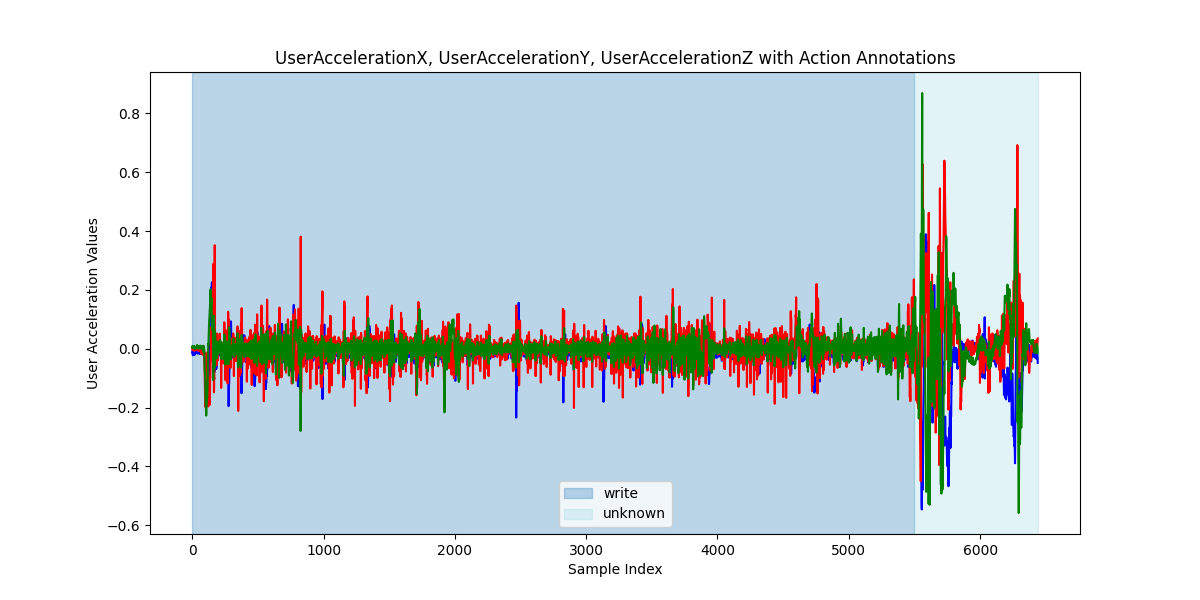 UserAccelerationX, UserAccelerationY, UserAccelerationZ with Action Annotations
User Acceleration Values
0.8
0.6
0.4
0.2
0.0
−0.2
−0.4
−0.6
write
unknown
0 1000 2000 3000 4000 5000 6000
Sample Index